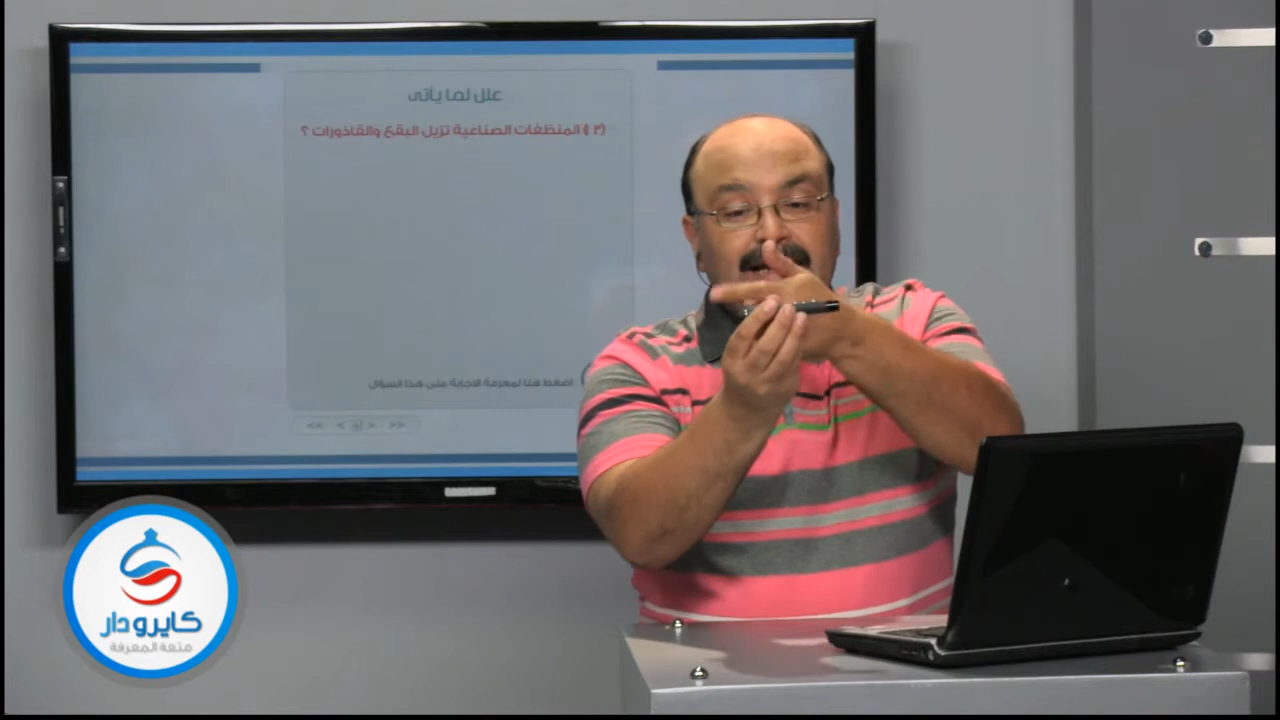 علل لما يأتى
(٣) المنظفات الصناعية تزيل البقع والقاذورات ؟
اضغط هنا لمعرفة الاجابة على هذا السؤال
<< < > >>
SAMSUNG
كايرو دار
متعة المعرفة